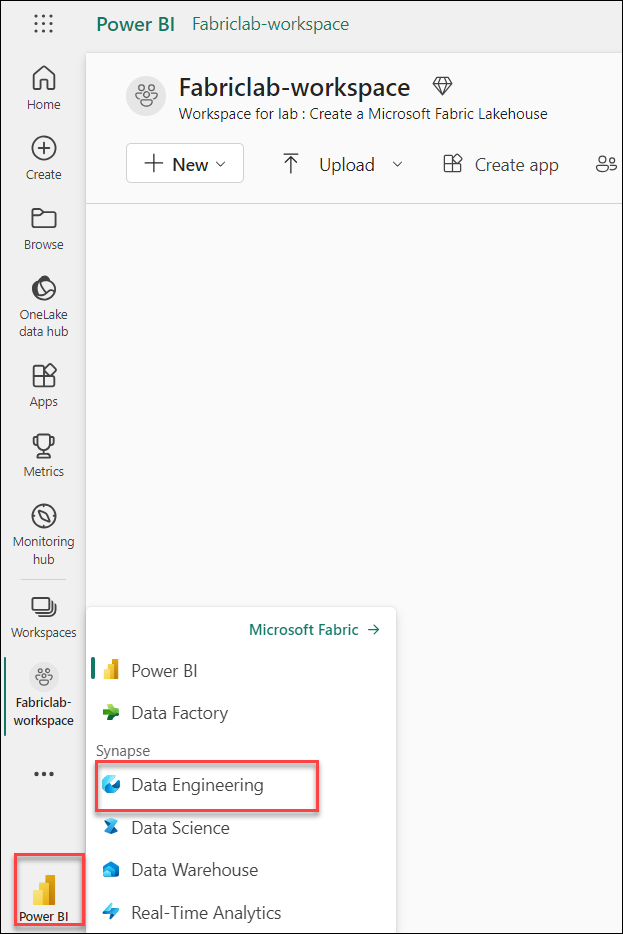 Power BI Fabriclab-workspace
Home
Create
Browse
OneLake
data hub
Apps
Metrics
Monitoring
hub
Workspaces
Fabriclab-
workspace
Power BI
Fabriclab-workspace
Workspace for lab : Create a Microsoft Fabric Lakehouse
New
Upload
Create app
Microsoft Fabric
Power BI
Data Factory
Synapse
Data Engineering
Data Science
Data Warehouse
Real-Time Analytics